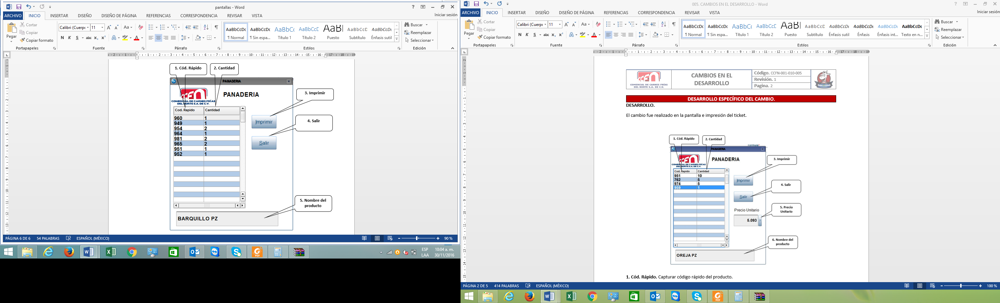 pantallas - Word
Iniciar sesión
ARCHIVO INICIO INSERTAR DISEÑO DISEÑO DE PÁGINA REFERENCIAS CORRESPONDENCIA REVISAR VISTA
Pegar
Cortar
Copiar
Copiar formato
Portapapeles
Calibri (Cuerpo 11
N K S abc x₂ x²
Fuente
Párrafo
AaBbCcDc AaBbCcDc AaBbCc AaBbCcD AaBl AaBbCcD AaBbCcDc
¶ Normal ¶ Sin espa... Título 1 Título 2 Puesto Subtítulo Énfasis sutil
Estilos
Buscar
Reemplazar
Seleccionar
Edición
1. Cód. Rápido
2. Cantidad
PANADERIA
CCFN
PANADERIA
COMERCIAL DE CARNES FRÍAS
DEL NORTE S.A. DE C.V.
3. Imprimir
4. Salir
Cod. Rapido Cantidad
960 1
949 1
954 2
964 1
981 2
965 2
951 1
952 1
Imprimir
Salir
5. Nombre del
producto
BARQUILLO PZ
PÁGINA 6 DE 6 54 PALABRAS ESPAÑOL (MÉXICO) 90 %
ESP
LAA
10:04 a. m.
30/11/2016
005. CAMBIOS EN EL DESARROLLO - Word
Iniciar sesión
ARCHIVO INICIO INSERTAR DISEÑO DISEÑO DE PÁGINA REFERENCIAS CORRESPONDENCIA REVISAR VISTA
Pegar
Cortar
Copiar
Copiar formato
Portapapeles
Calibri (Cuerpo 11
N K S abc x₂ x²
Fuente
Párrafo
AaBbCcDc AaBbCcDc AaBbCc AaBbCcD AaBl AaBbCcD AaBbCcDc AaBbCcDc AaBbCcDc AaBbCcDc
¶ Normal ¶ Sin espa... Título 1 Título 2 Puesto Subtítulo Énfasis sutil Énfasis Énfasis int... Texto en n...
Estilos
Buscar
Reemplazar
Seleccionar
Edición
CCFN
COMERCIAL DE CARNES FRÍAS
DEL NORTE S.A. DE C.V.
CAMBIOS EN EL
DESARROLLO
Código. CCFN-001-010-005
Revisión. 1
Pagina. 2
DESARROLLO ESPECÍFICO DEL CAMBIO.
DESARROLLO.
El cambio fue realizado en la pantalla e impresión del ticket.
1. Cód. Rápido
2. Cantidad
PANADERIA
CCFN
PANADERIA
COMERCIAL DE CARNES FRÍAS
DEL NORTE S.A. DE C.V.
3. Imprimir
4. Salir
Cod. Rapido Cantidad
951 10
762 5
974 5
959 1
Imprimir
Salir
Precio Unitario
5.093
5. Precio
Unitario
6. Nombre del
producto
OREJA PZ
1. Cód. Rápido. Capturar código rápido del producto.
PÁGINA 2 DE 5 414 PALABRAS ESPAÑOL (MÉXICO) 100 %